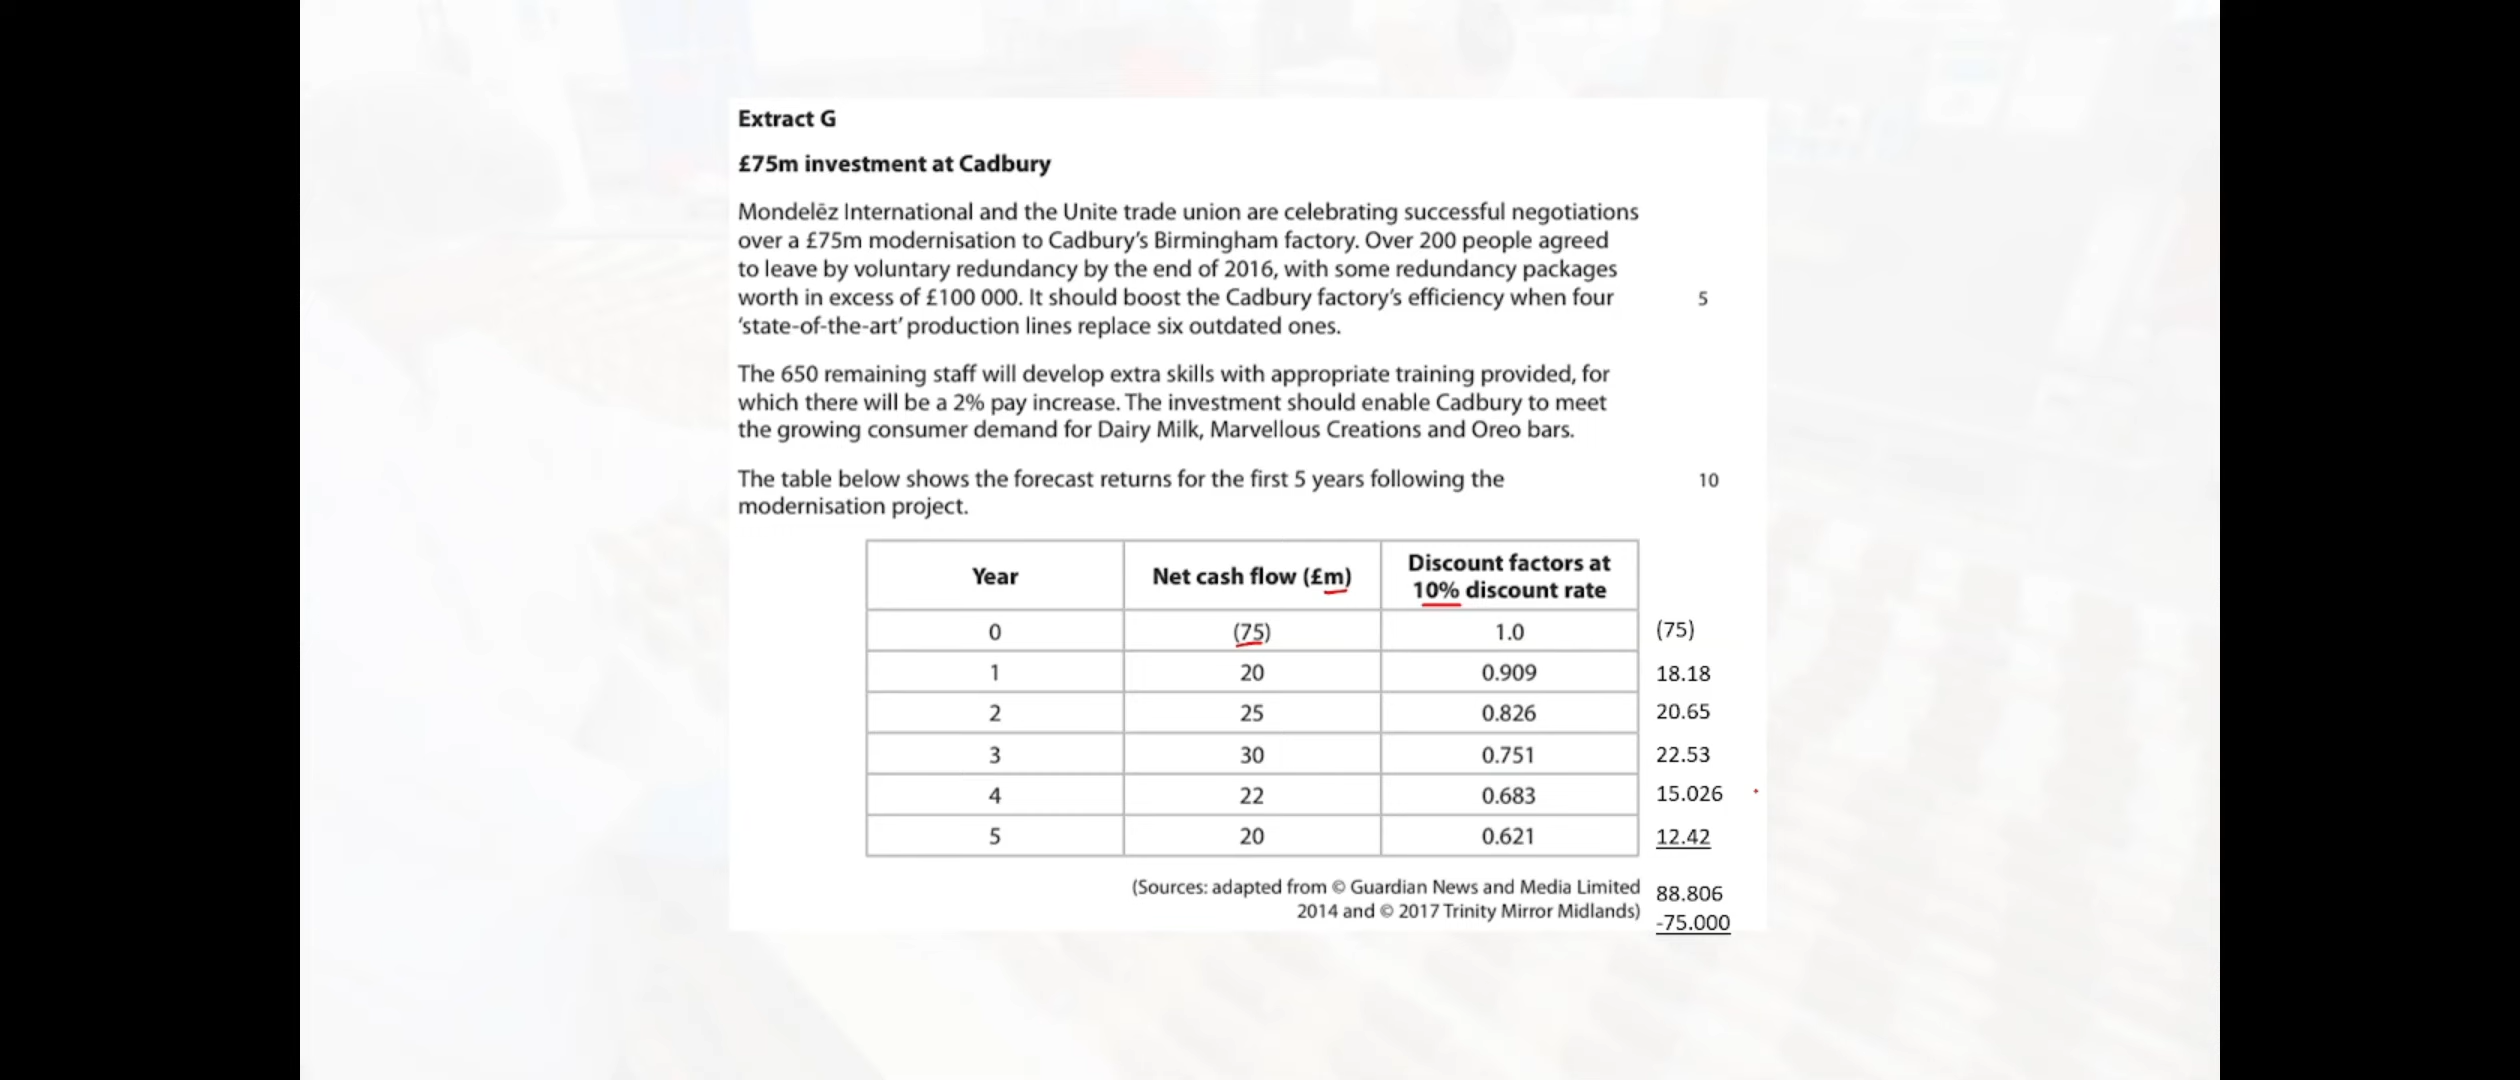 Extract G
£75m investment at Cadbury
Mondelēz International and the Unite trade union are celebrating successful negotiations
over a £75m modernisation to Cadbury's Birmingham factory. Over 200 people agreed
to leave by voluntary redundancy by the end of 2016, with some redundancy packages
worth in excess of £100 000. It should boost the Cadbury factory's efficiency when four 5
'state-of-the-art' production lines replace six outdated ones.
The 650 remaining staff will develop extra skills with appropriate training provided, for
which there will be a 2% pay increase. The investment should enable Cadbury to meet
the growing consumer demand for Dairy Milk, Marvellous Creations and Oreo bars.
The table below shows the forecast returns for the first 5 years following the 10
modernisation project.
Year Net cash flow (£m) Discount factors at
10% discount rate
0 (75) 1.0 (75)
1 20 0.909 18.18
2 25 0.826 20.65
3 30 0.751 22.53
4 22 0.683 15.026
5 20 0.621 12.42
(Sources: adapted from © Guardian News and Media Limited 88.806
2014 and © 2017 Trinity Mirror Midlands) -75.000